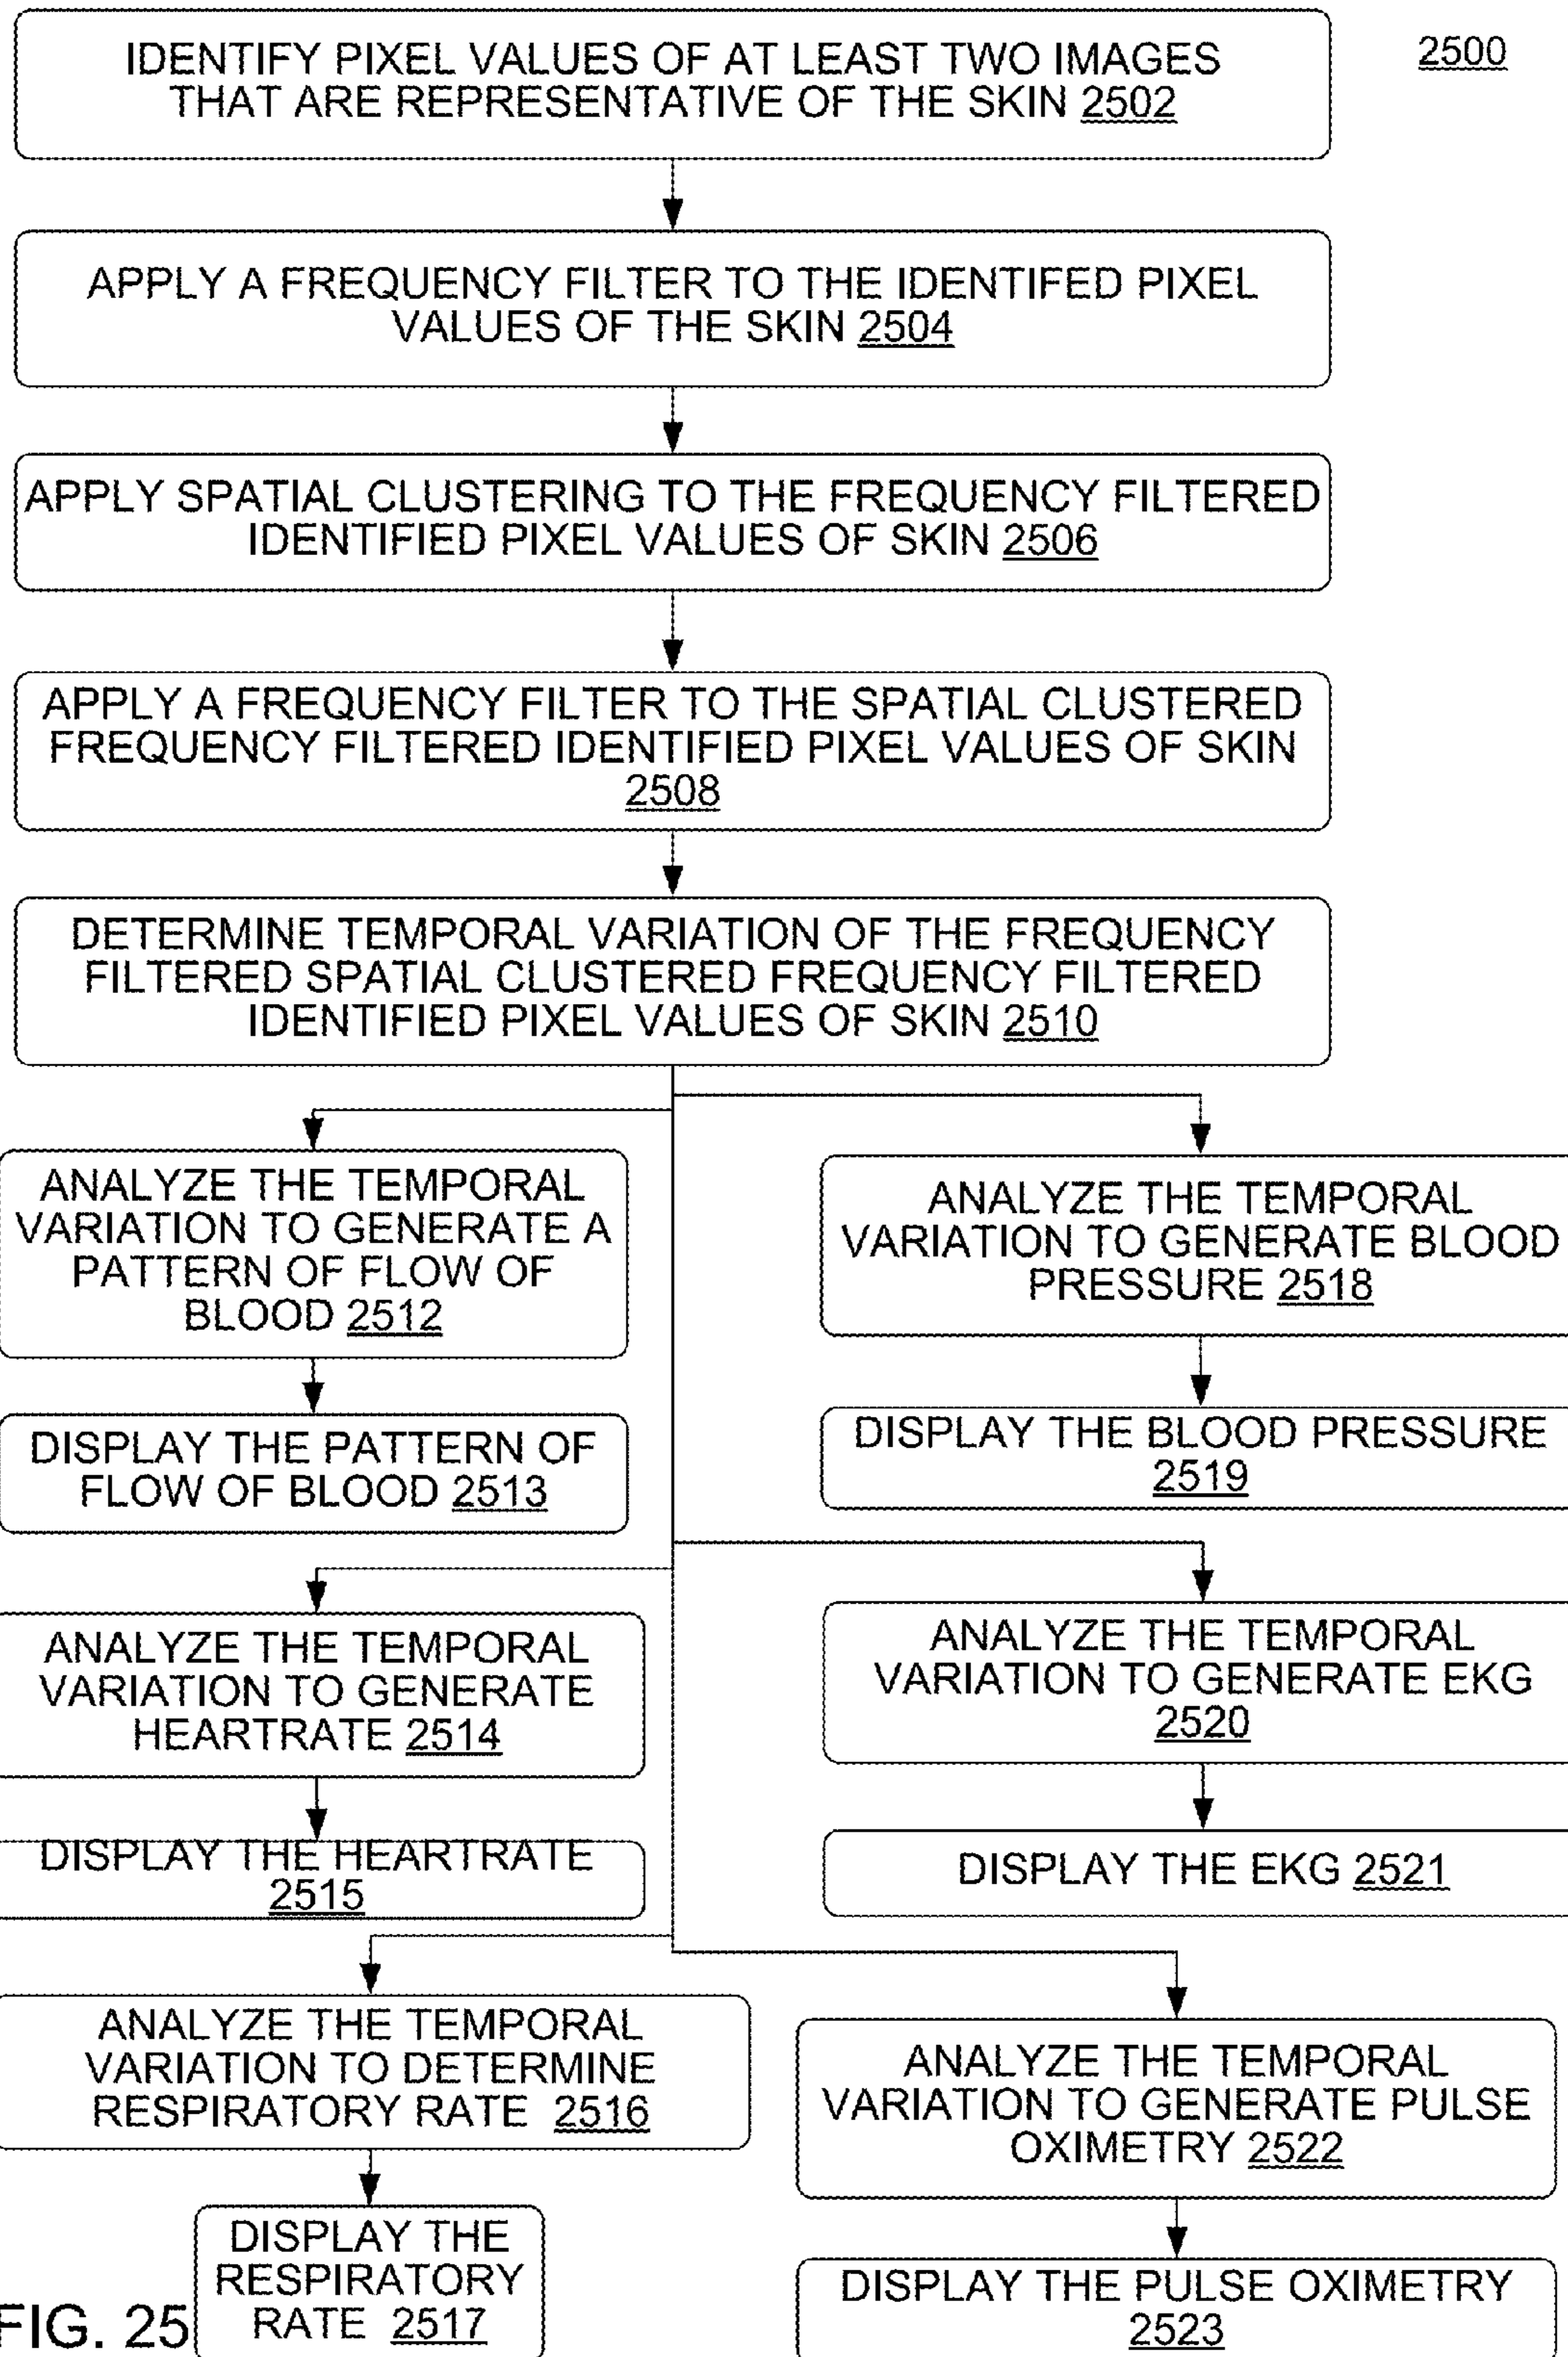 2500
IDENTIFY PIXEL VALUES OF AT LEAST TWO IMAGES
THAT ARE REPRESENTATIVE OF THE SKIN 2502
APPLY A FREQUENCY FILTER TO THE IDENTIFED PIXEL
VALUES OF THE SKIN 2504
APPLY SPATIAL CLUSTERING TO THE FREQUENCY FILTERED
IDENTIFIED PIXEL VALUES OF SKIN 2506
APPLY A FREQUENCY FILTER TO THE SPATIAL CLUSTERED
FREQUENCY FILTERED IDENTIFIED PIXEL VALUES OF SKIN
2508
DETERMINE TEMPORAL VARIATION OF THE FREQUENCY
FILTERED SPATIAL CLUSTERED FREQUENCY FILTERED
IDENTIFIED PIXEL VALUES OF SKIN 2510
ANALYZE THE TEMPORAL
VARIATION TO GENERATE A
PATTERN OF FLOW OF
BLOOD 2512
DISPLAY THE PATTERN OF
FLOW OF BLOOD 2513
ANALYZE THE TEMPORAL
VARIATION TO GENERATE BLOOD
PRESSURE 2518
DISPLAY THE BLOOD PRESSURE
2519
ANALYZE THE TEMPORAL
VARIATION TO GENERATE
HEARTRATE 2514
DISPLAY THE HEARTRATE
2515
ANALYZE THE TEMPORAL
VARIATION TO GENERATE EKG
2520
DISPLAY THE EKG 2521
ANALYZE THE TEMPORAL
VARIATION TO DETERMINE
RESPIRATORY RATE 2516
DISPLAY THE
RESPIRATORY
RATE 2517
ANALYZE THE TEMPORAL
VARIATION TO GENERATE PULSE
OXIMETRY 2522
DISPLAY THE PULSE OXIMETRY
2523
FIG. 25